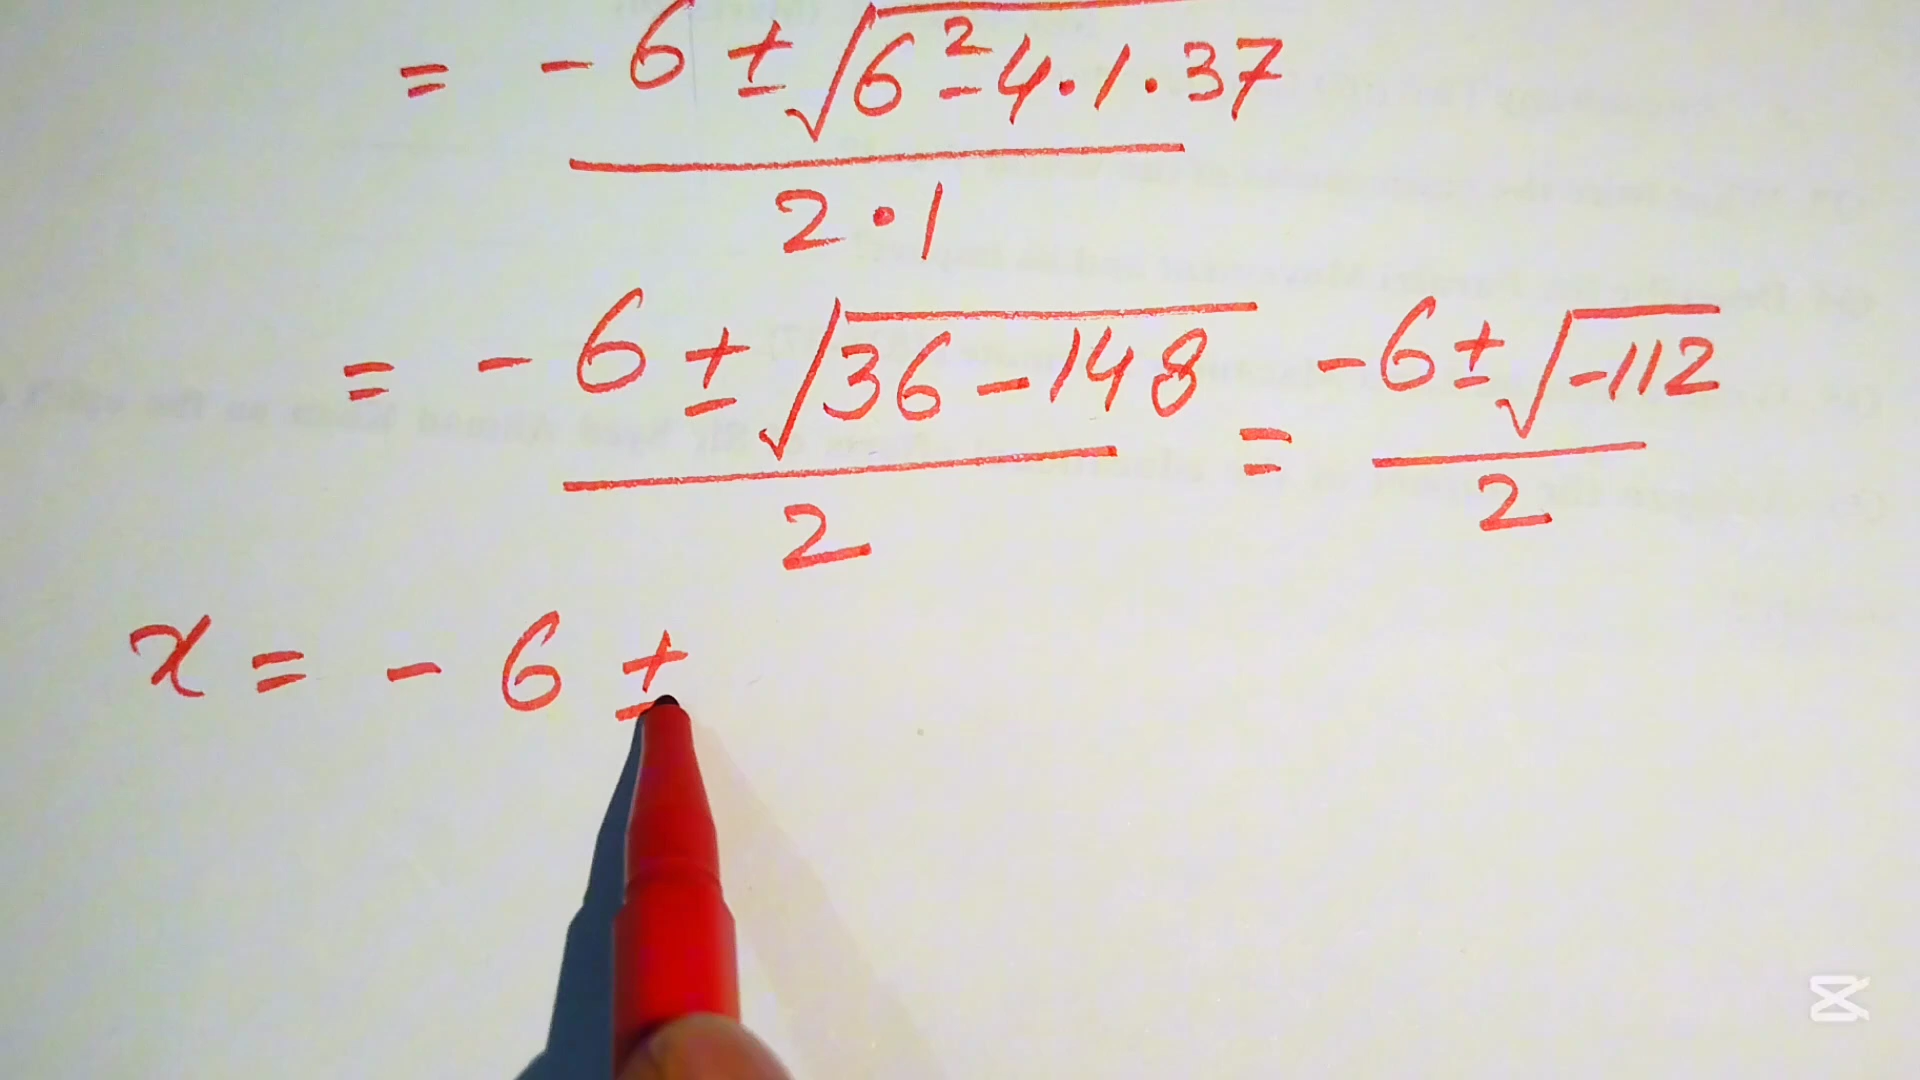 = -6 ± √6² - 4·1·37
2·1
= -6 ± √36-148 = -6 ± √-112
2 2
x = - 6 ±